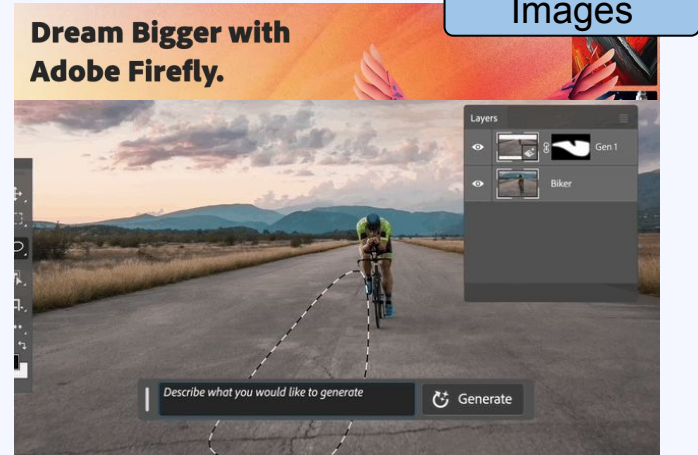 Images
Dream Bigger with
Adobe Firefly.
Layers
Gen 1
Biker
Describe what you would like to generate
Generate